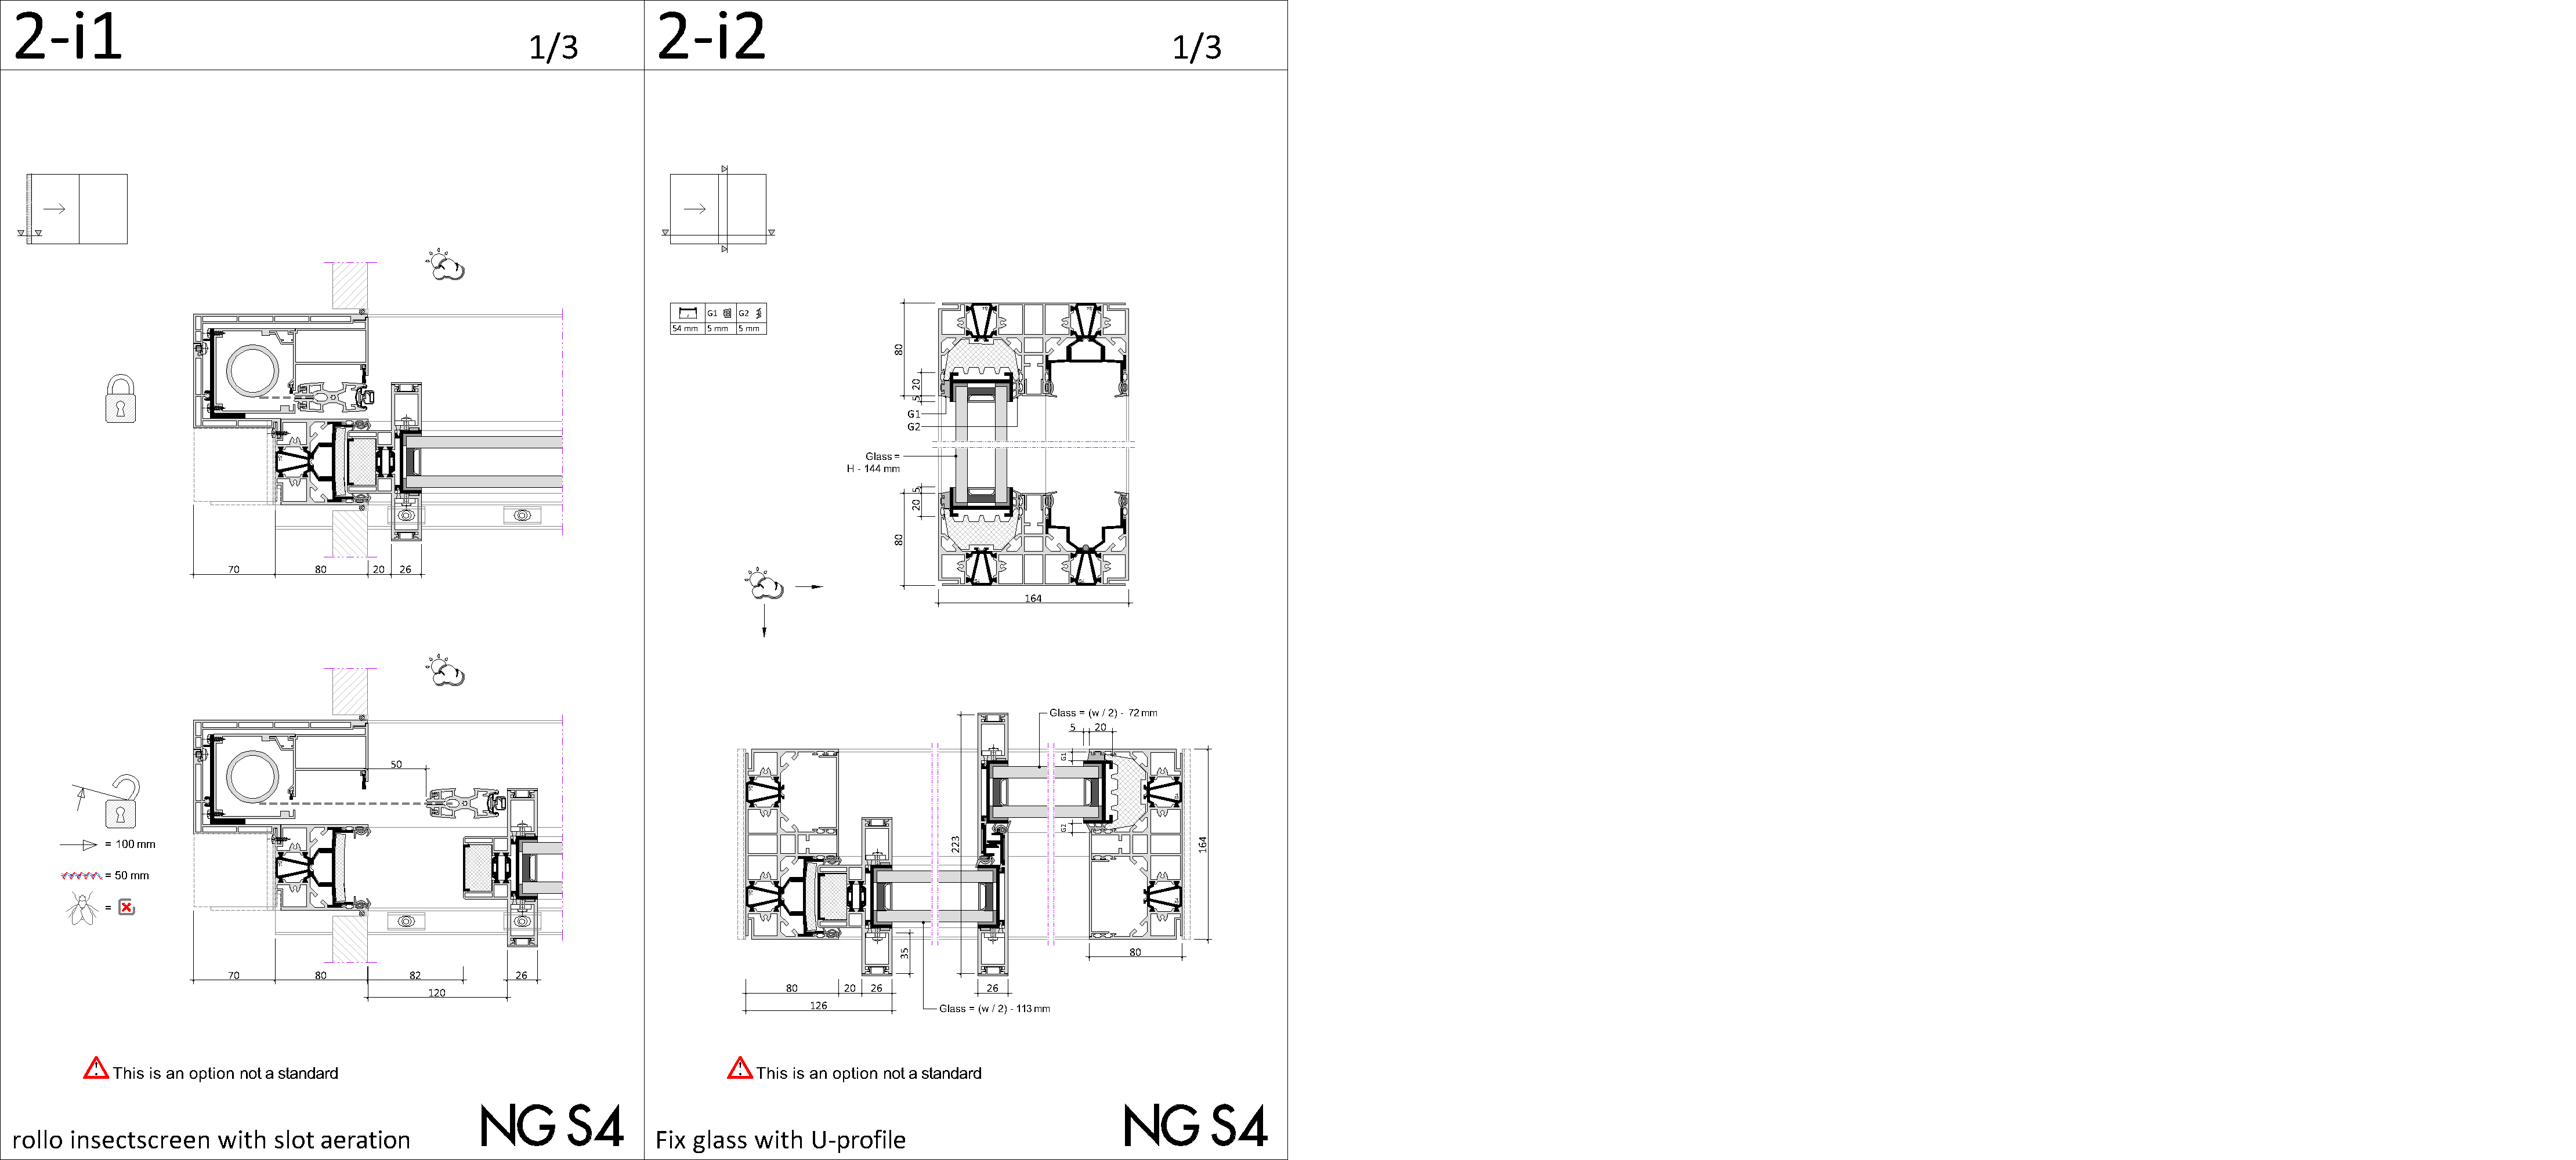 2-i1
1/3
70
80
20
26
50
= 100 mm
= 50 mm
=
70
80
82
26
120
This is an option not a standard
rollo insectscreen with slot aeration
NG S4
2-i2
1/3
G1
G2
54 mm
5 mm
5 mm
80
20
5
G1
G2
Glass =
H - 144 mm
5
20
80
164
Glass = (w / 2) - 72 mm
5
20
G1
G2
223
164
35
80
80
20
26
26
126
Glass = (w / 2) - 113 mm
This is an option not a standard
Fix glass with U-profile
NG S4